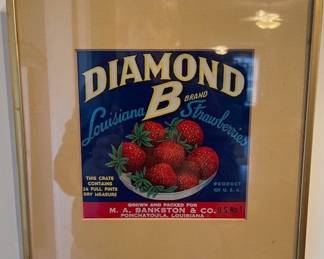 DIAMOND
B BRAND
Louisiana Strawberries
THIS CRATE
CONTAINS
24 FULL PINTS
DRY MEASURE
PRODUCT
OF U.S.A.
GROWN AND PACKED FOR
M. A. BANKSTON & CO.
PONCHATOULA, LOUISIANA